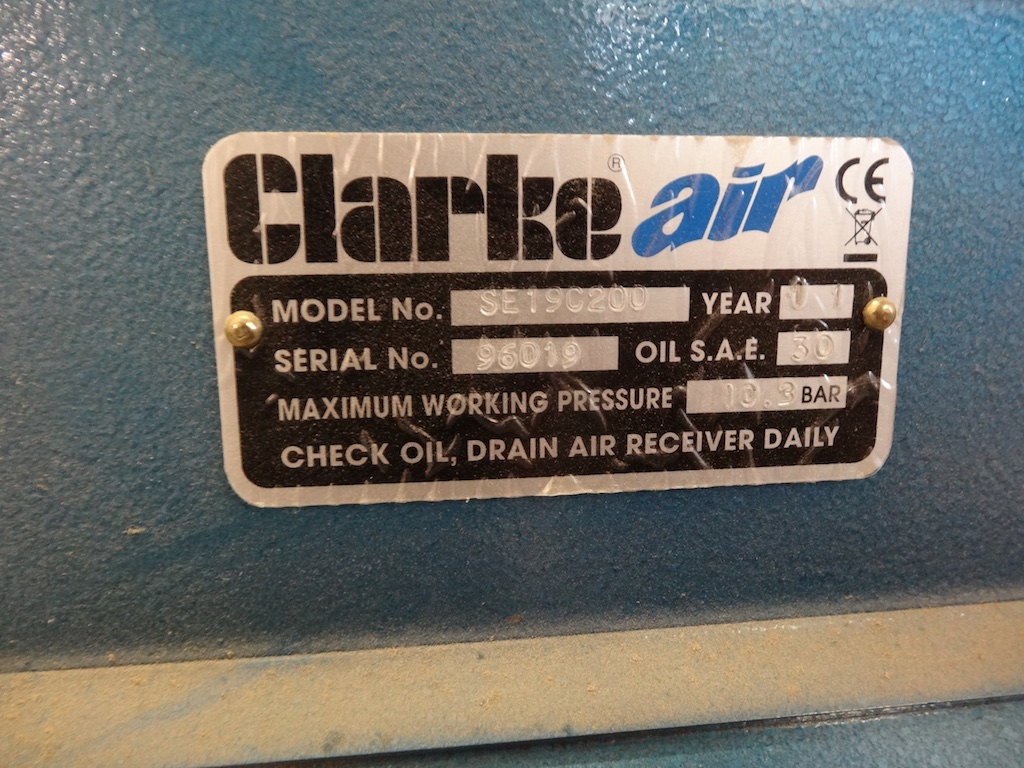 Clarke® air CE
MODEL No. SE19C200 YEAR
SERIAL No. 96019 OIL S.A.E. 30
MAXIMUM WORKING PRESSURE 10.3 BAR
CHECK OIL, DRAIN AIR RECEIVER DAILY